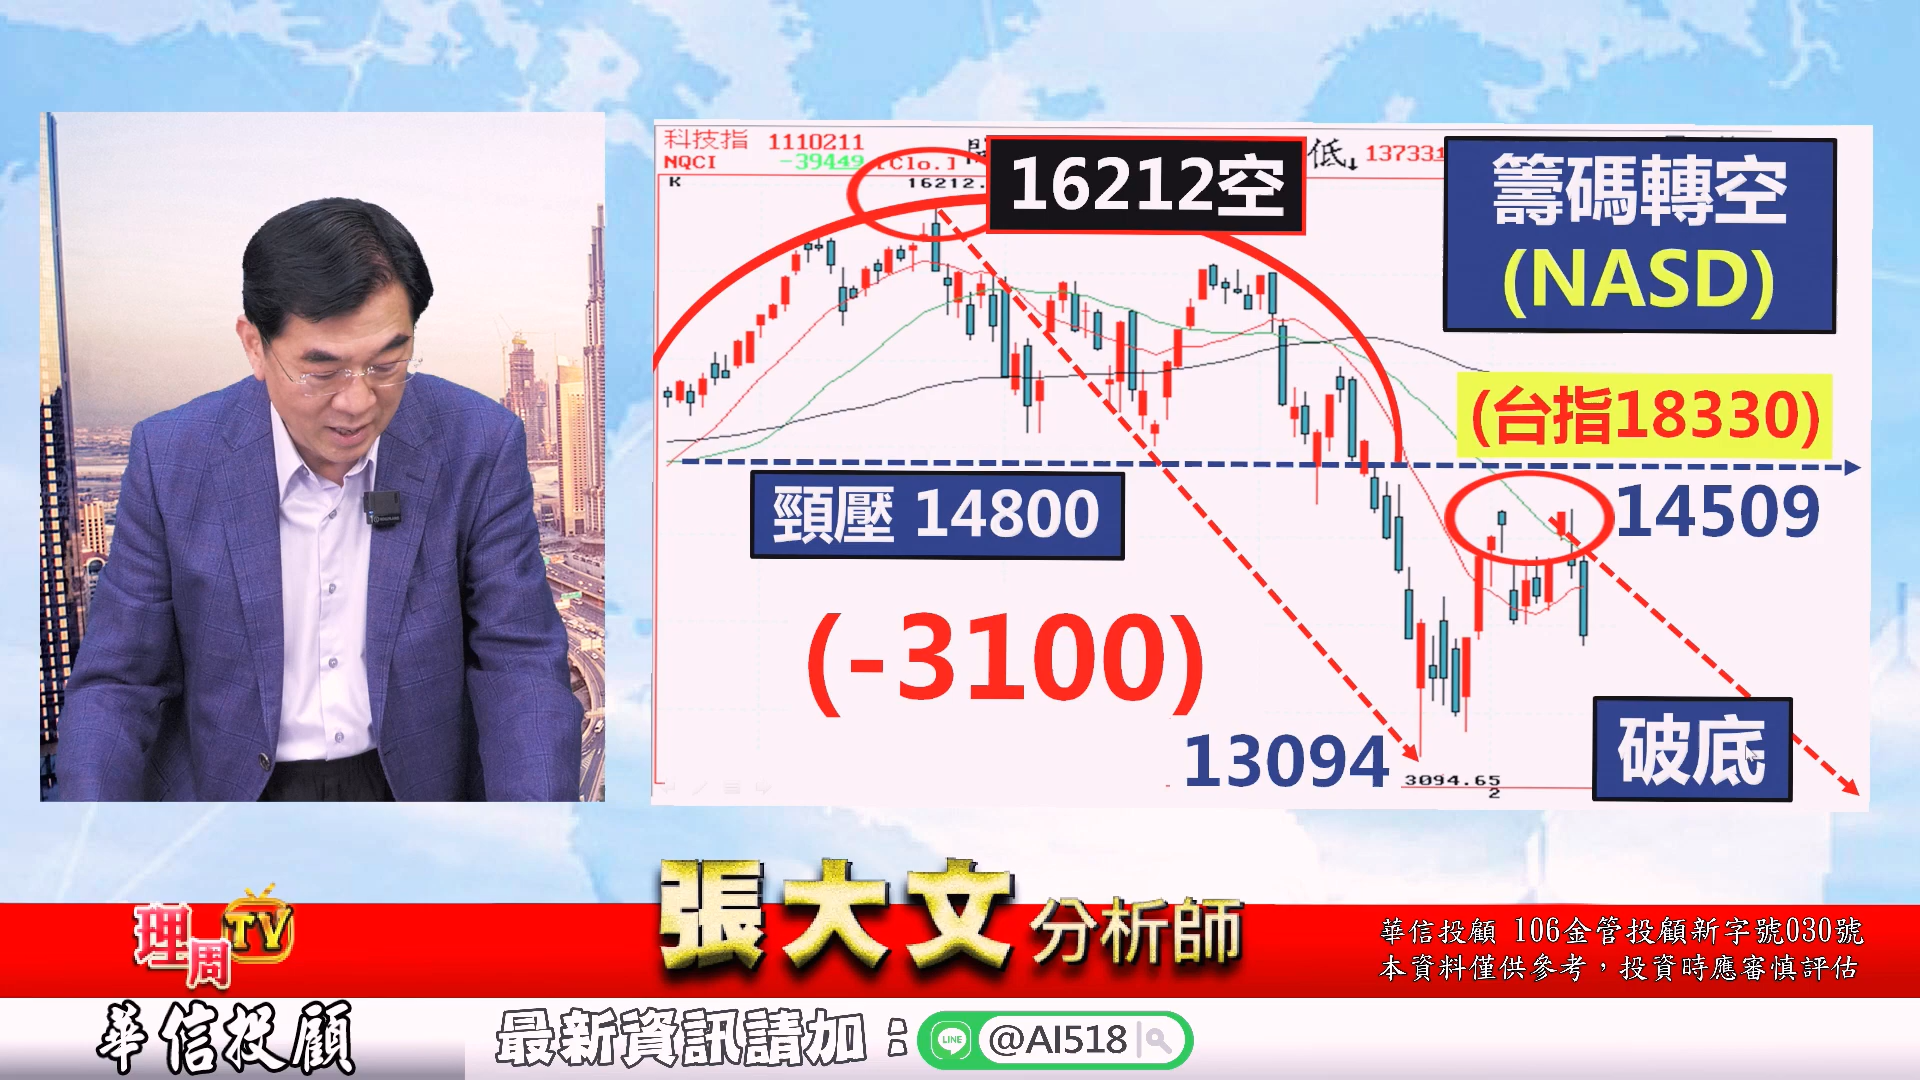 科技指 1110211
NQCI -39449 [Clo.]
低↓ 137331
K
16212.
16212空
籌碼轉空
(NASD)
(台指18330)
14509
頸壓 14800
(-3100)
13094
3094.65
2
破底
張大文 分析師
理周TV
華信投顧 106金管投顧新字號030號
本資料僅供參考，投資時應審慎評估
華信投顧
最新資訊請加：
LINE
@AI518